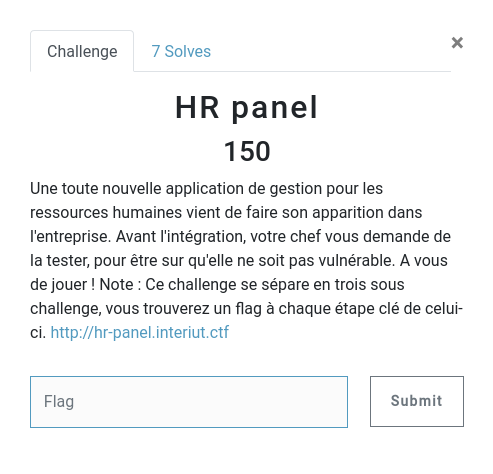 Challenge
7 Solves
×
HR panel
150
Une toute nouvelle application de gestion pour les
ressources humaines vient de faire son apparition dans
l'entreprise. Avant l'intégration, votre chef vous demande de
la tester, pour être sur qu'elle ne soit pas vulnérable. A vous
de jouer ! Note : Ce challenge se sépare en trois sous
challenge, vous trouverez un flag à chaque étape clé de celui-
ci. http://hr-panel.interiut.ctf
Flag
Submit